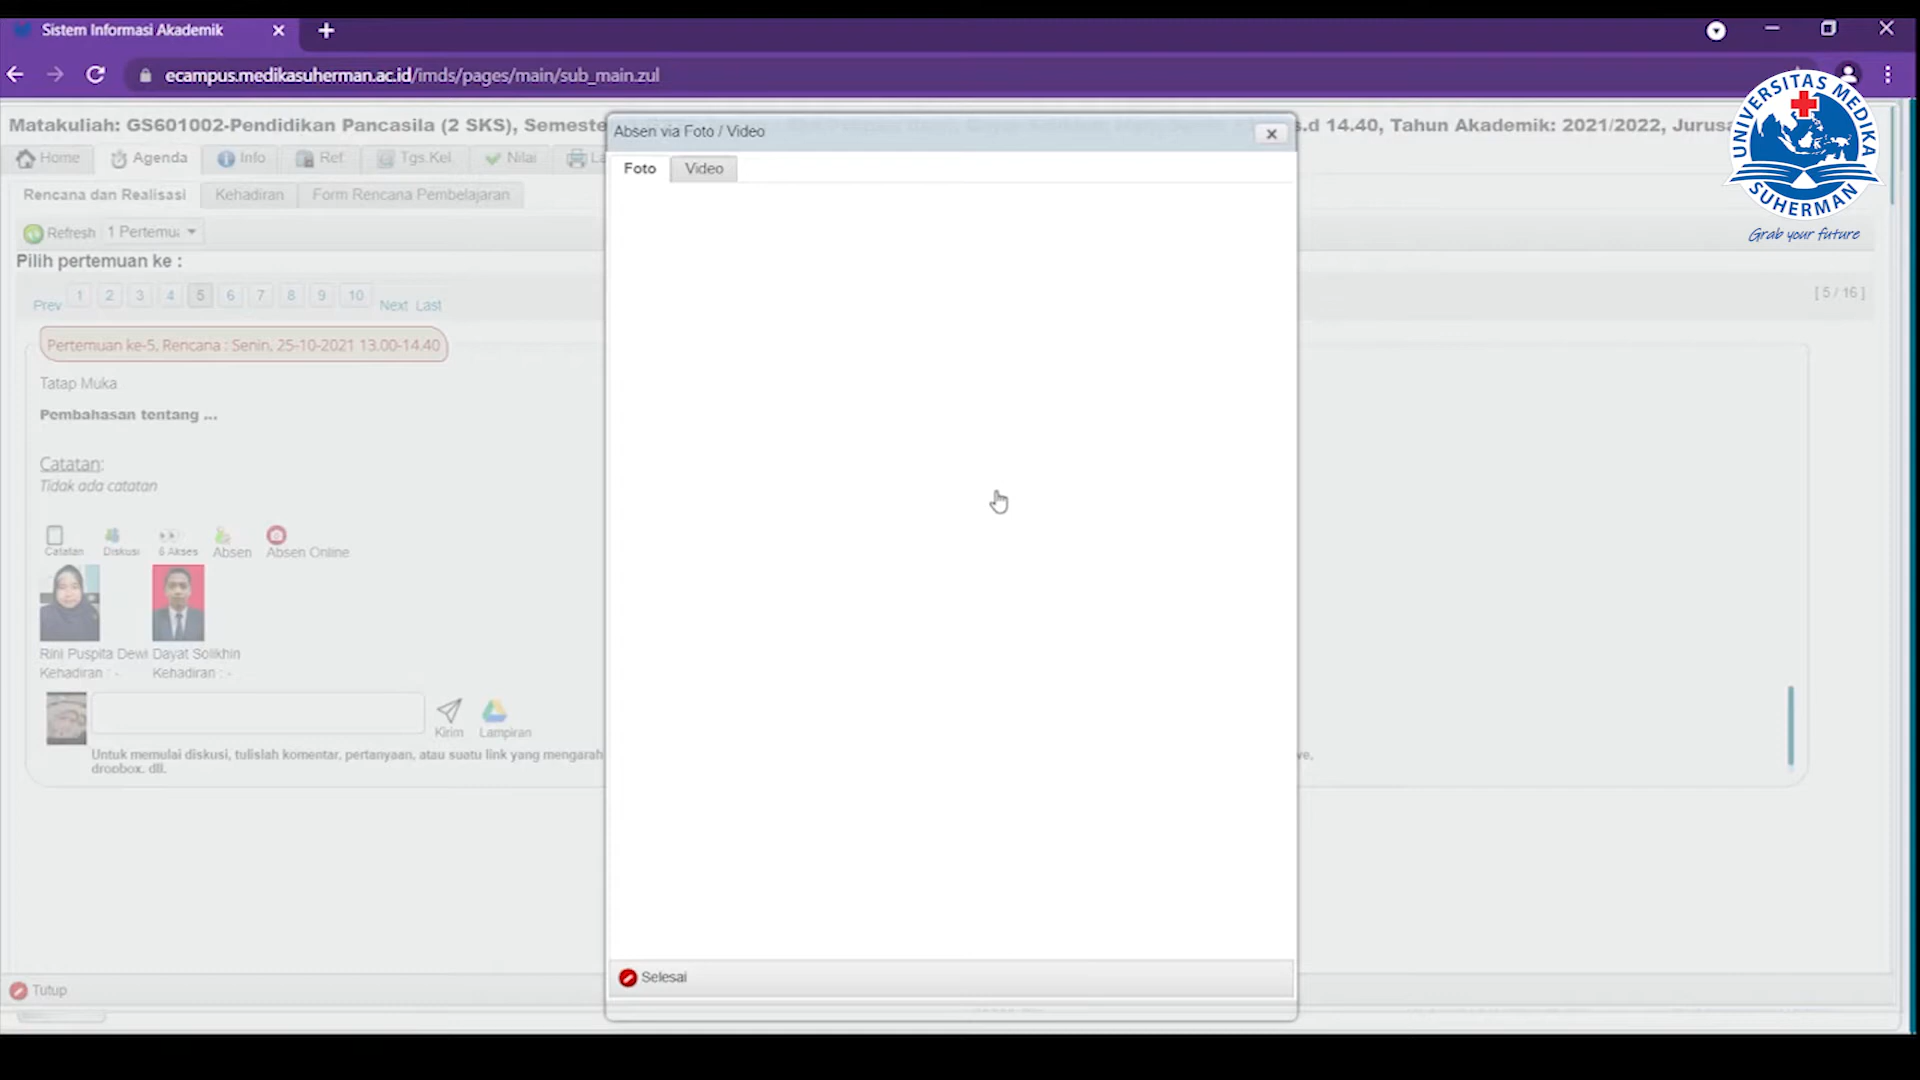 Sistem Informasi Akademik
ecampus.medikasuherman.ac.id/imds/pages/main/sub_main.zul
UNIVERSITAS MEDIKA
SUHERMAN
Grab your future
Matakuliah: GS601002-Pendidikan Pancasila (2 SKS), Semeste
s.d 14.40, Tahun Akademik: 2021/2022, Jurusa
Home
Agenda
Info
Ref
Tgs.Kel
Nilai
Rencana dan Realisasi
Kehadiran
Form Rencana Pembelajaran
Refresh
1 Pertemu
Pilih pertemuan ke :
Prev 1 2 3 4 5 6 7 8 9 10 Next Last
[ 5 / 16 ]
Pertemuan ke-5, Rencana : Senin, 25-10-2021 13.00-14.40
Tatap Muka
Pembahasan tentang ...
Catatan:
Tidak ada catatan
Catatan
Diskusi
6 Akses
Absen
Absen Online
Rini Puspita Dewi
Dayat Solikhin
Kehadiran : -
Kehadiran : -
Kirim
Lampiran
Untuk memulai diskusi, tulislah komentar, pertanyaan, atau suatu link yang mengarah
ve,
dropbox, dll.
Tutup
Absen via Foto / Video
Foto
Video
Selesai